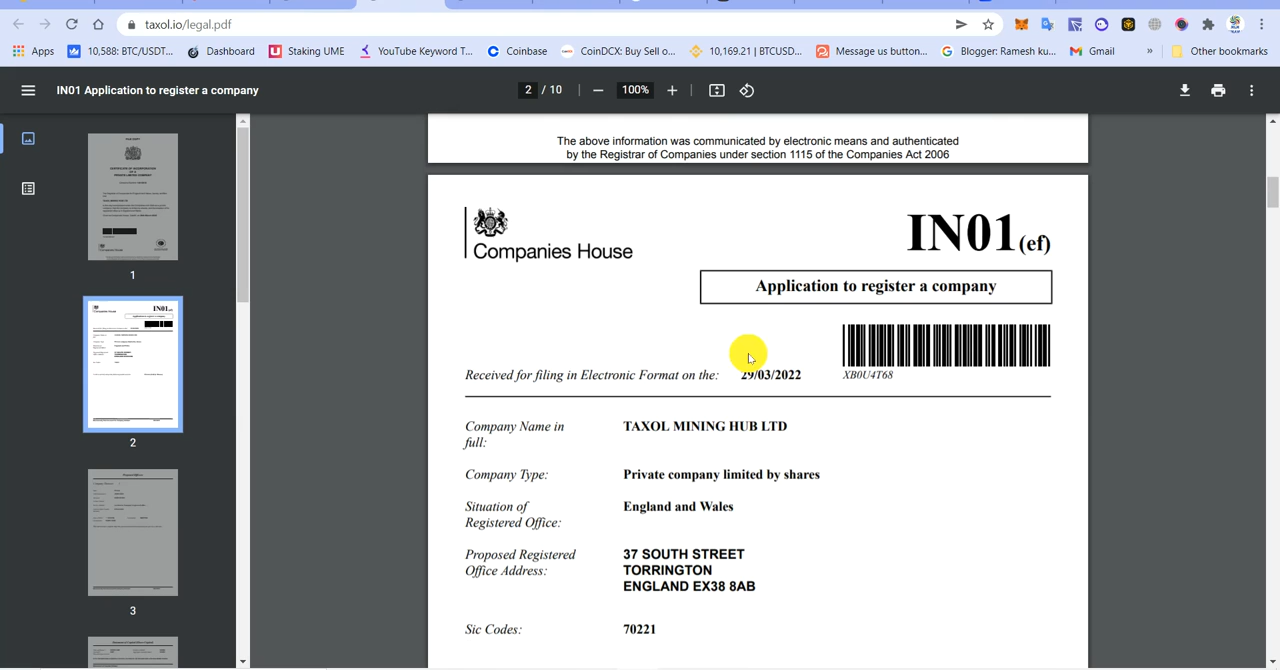 taxol.io/legal.pdf
Apps
10,588: BTC/USDT...
Dashboard
Staking UME
YouTube Keyword T...
Coinbase
CoinDCX: Buy Sell o...
10,169.21 | BTCUSD...
Message us button...
Blogger: Ramesh ku...
Gmail
»
Other bookmarks
IN01 Application to register a company
2 / 10
100%
1
2
3
The above information was communicated by electronic means and authenticated
by the Registrar of Companies under section 1115 of the Companies Act 2006
Companies House
IN01(ef)
Application to register a company
Received for filing in Electronic Format on the: 29/03/2022
XB0U4T68
Company Name in full: TAXOL MINING HUB LTD
Company Type: Private company limited by shares
Situation of Registered Office: England and Wales
Proposed Registered Office Address: 37 SOUTH STREET
TORRINGTON
ENGLAND EX38 8AB
Sic Codes: 70221